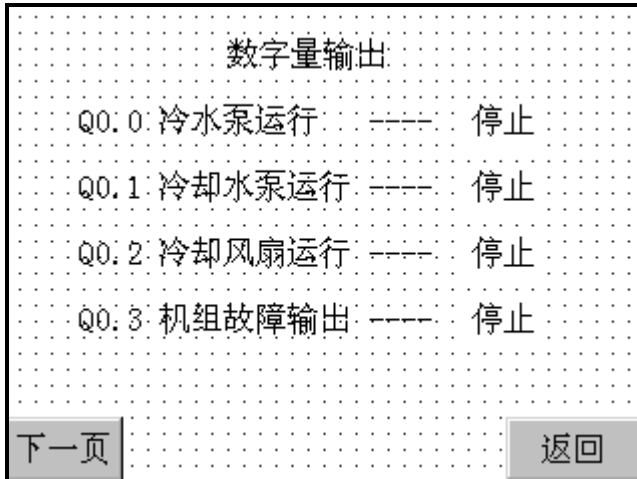 数字量输出
Q0.0 冷水泵运行 ---- 停止
Q0.1 冷却水泵运行 ---- 停止
Q0.2 冷却风扇运行 ---- 停止
Q0.3 机组故障输出 ---- 停止
下一页 返回